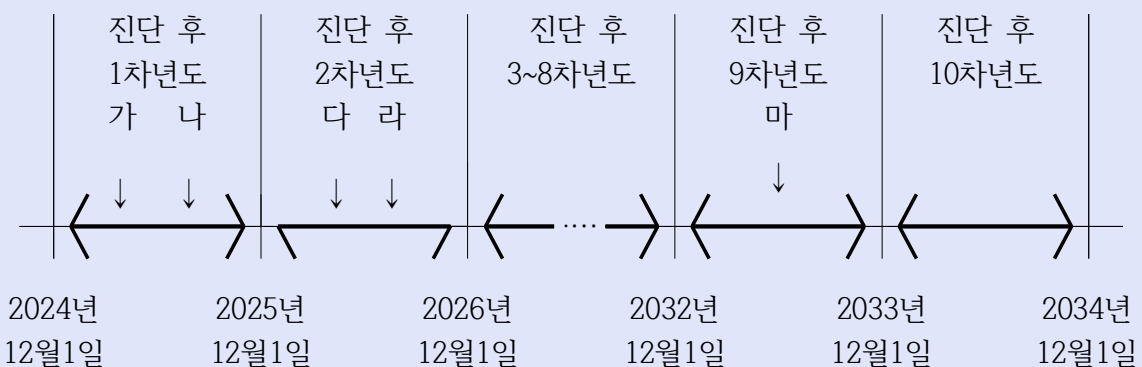 진단 후 진단 후 진단 후 진단 후 진단 후
1차년도 2차년도 3~8차년도 9차년도 10차년도
가 나 다 라 마
2024년 2025년 2026년 2032년 2033년 2034년
12월1일 12월1일 12월1일 12월1일 12월1일 12월1일